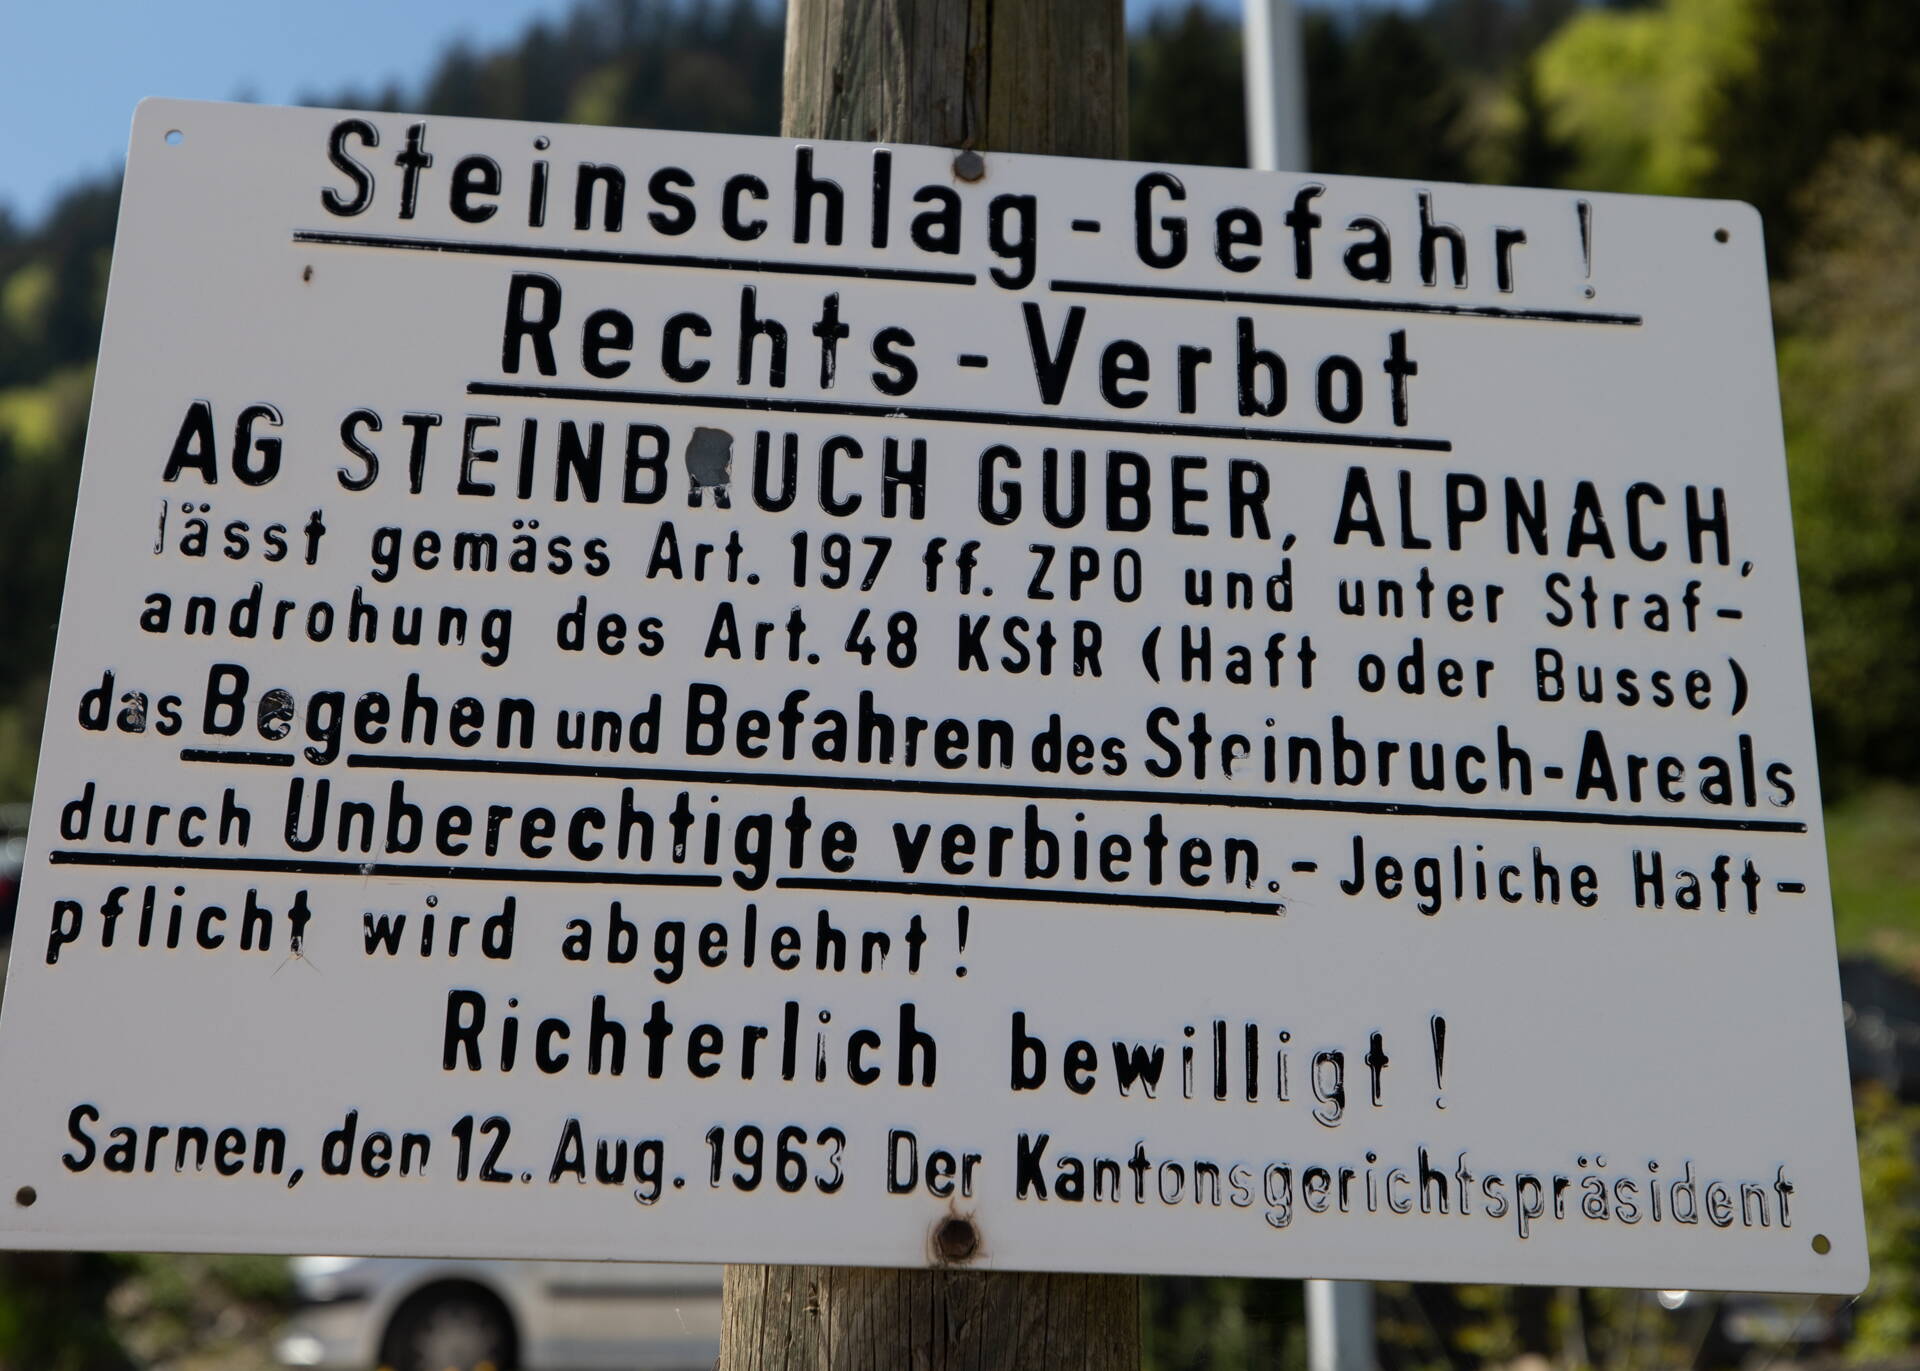 Steinschlag-Gefahr!
Rechts-Verbot
AG STEINBRUCH GUBER, ALPNACH,
lässt gemäss Art. 197 ff. ZPO und unter Straf-
androhung des Art. 48 KStR (Haft oder Busse)
das Begehen und Befahren des Steinbruch-Areals
durch Unberechtigte verbieten.- Jegliche Haft-
pflicht wird abgelehnt!
Richterlich bewilligt!
Sarnen, den 12. Aug. 1963 Der Kantonsgerichtspräsident